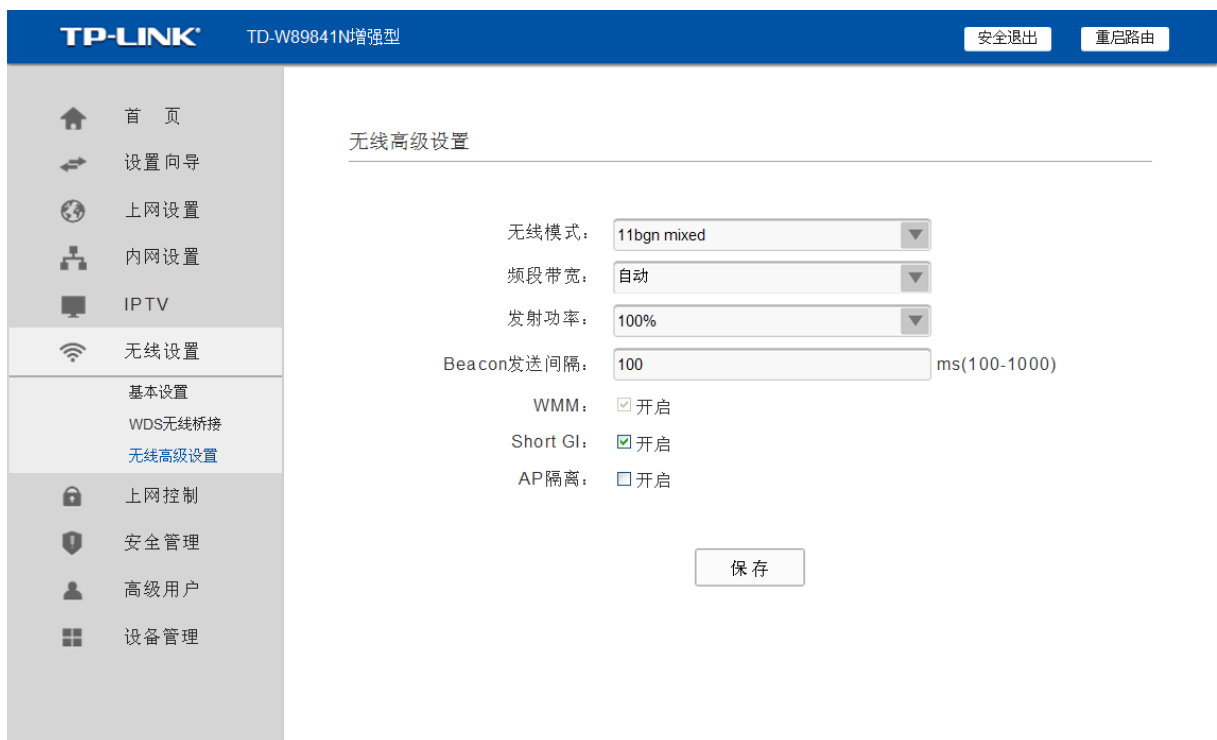 TP-LINK® TD-W89841N增强型 安全退出 重启路由
首 页
设置向导
上网设置
内网设置
IPTV
无线设置
基本设置
WDS无线桥接
无线高级设置
上网控制
安全管理
高级用户
设备管理
无线高级设置
无线模式： 11bgn mixed
频段带宽： 自动
发射功率： 100%
Beacon发送间隔： 100 ms(100-1000)
WMM： 开启
Short GI： 开启
AP隔离： 开启
保存